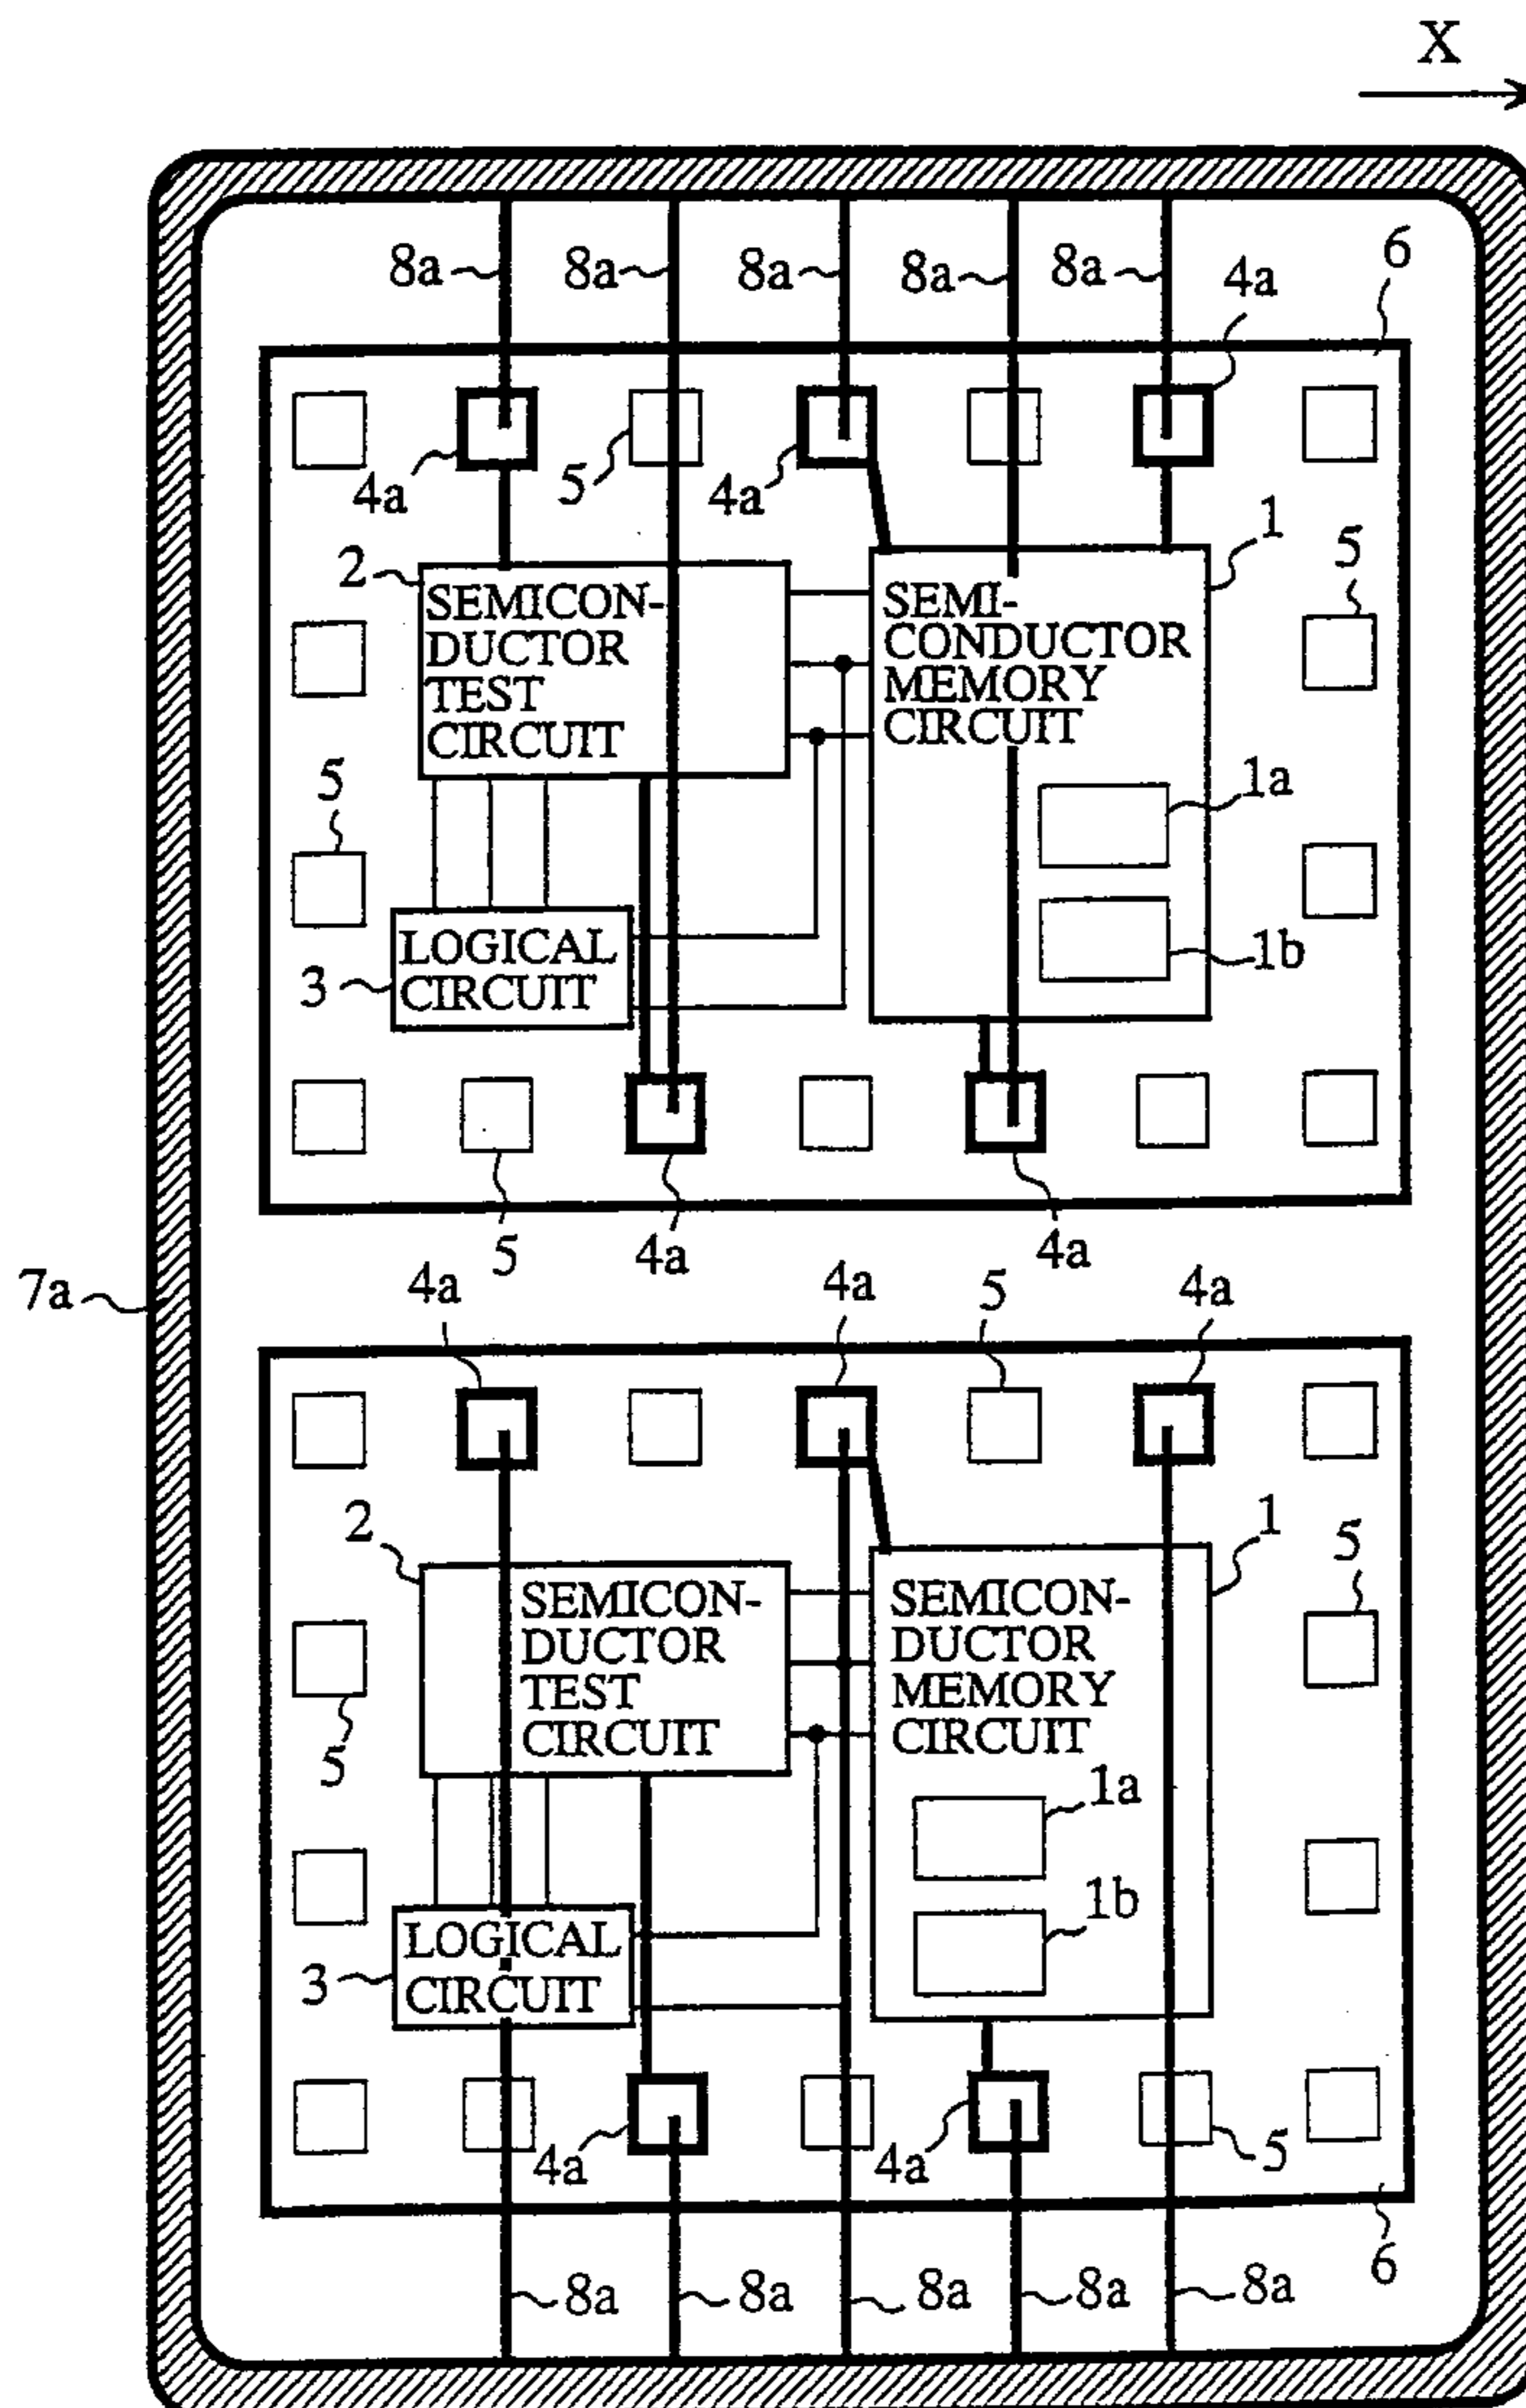 X
8a 8a 8a 8a 8a
6
4a
4a 5 4a
1
2
5
SEMICON-
DUCTOR
TEST
CIRCUIT
SEMI-
CONDUCTOR
MEMORY
CIRCUIT
5
1a
LOGICAL
CIRCUIT
3
1b
5 4a 4a
7a
4a 4a 5 4a
2
1
5
SEMICON-
DUCTOR
TEST
CIRCUIT
SEMICON-
DUCTOR
MEMORY
CIRCUIT
5
1a
1b
LOGICAL
CIRCUIT
3
4a 4a 5
6
8a 8a 8a 8a 8a